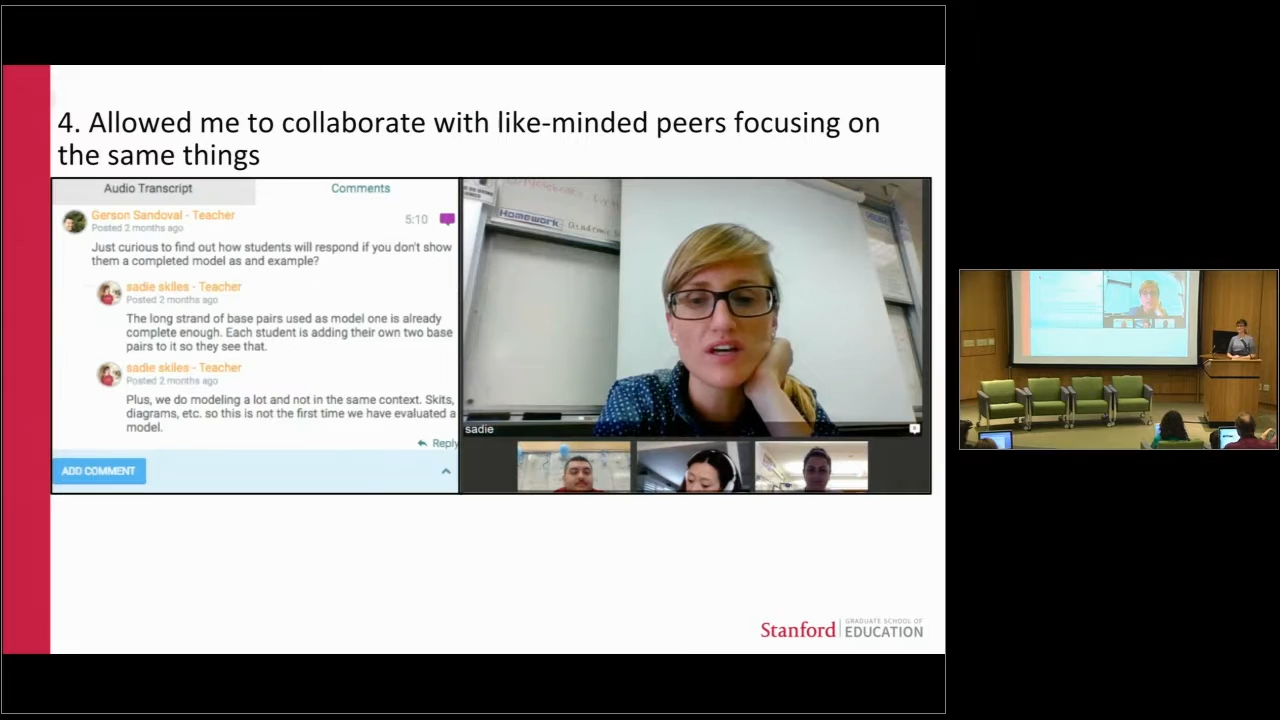 4. Allowed me to collaborate with like-minded peers focusing on
the same things
Audio Transcript
Comments
Gerson Sandoval - Teacher
5:10
Posted 2 months ago
Just curious to find out how students will respond if you don't show
them a completed model as and example?
sadie skiles - Teacher
Posted 2 months ago
The long strand of base pairs used as model one is already
complete enough. Each student is adding their own two base
pairs to it so they see that.
sadie skiles - Teacher
Posted 2 months ago
Plus, we do modeling a lot and not in the same context. Skits,
diagrams, etc. so this is not the first time we have evaluated a
model.
Reply
ADD COMMENT
Homework
Academic
sadie
Stanford
GRADUATE SCHOOL OF
EDUCATION